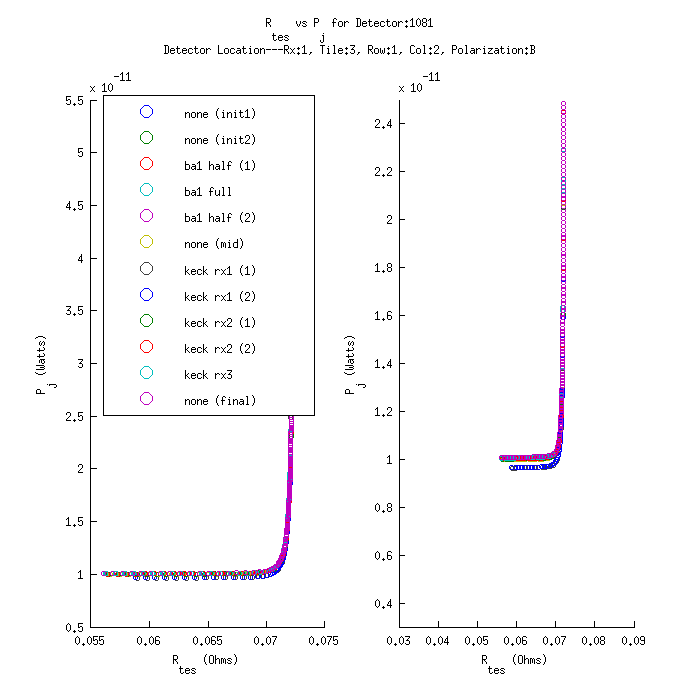 R    vs P  for Detector:1081
tes    j
Detector Location---Rx:1, Tile:3, Row:1, Col:2, Polarization:B
x 10^-11
5.5
5
4.5
4
3.5
3
2.5
2
1.5
1
0.5
0.055 0.06 0.065 0.07 0.075
P_j (Watts)
R_tes (Ohms)
none (init1)
none (init2)
ba1 half (1)
ba1 full
ba1 half (2)
none (mid)
keck rx1 (1)
keck rx1 (2)
keck rx2 (1)
keck rx2 (2)
keck rx3
none (final)
x 10^-11
2.4
2.2
2
1.8
1.6
1.4
1.2
1
0.8
0.6
0.4
0.03 0.04 0.05 0.06 0.07 0.08 0.09
P_j (Watts)
R_tes (Ohms)